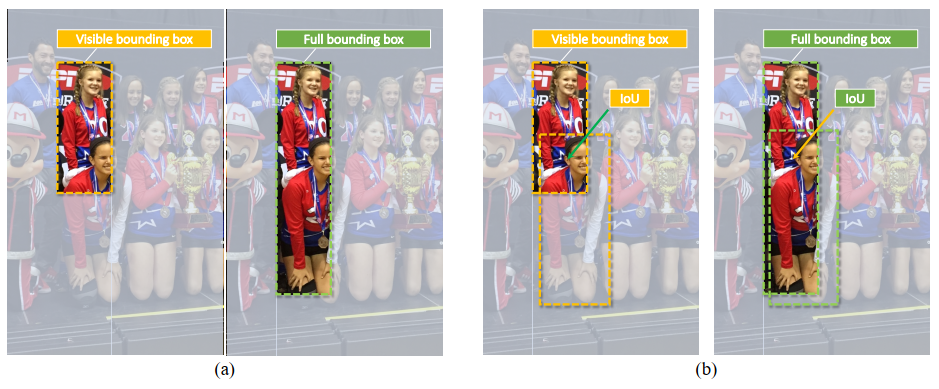 Visible bounding box
Full bounding box
Visible bounding box
IoU
Full bounding box
IoU
(a)
(b)